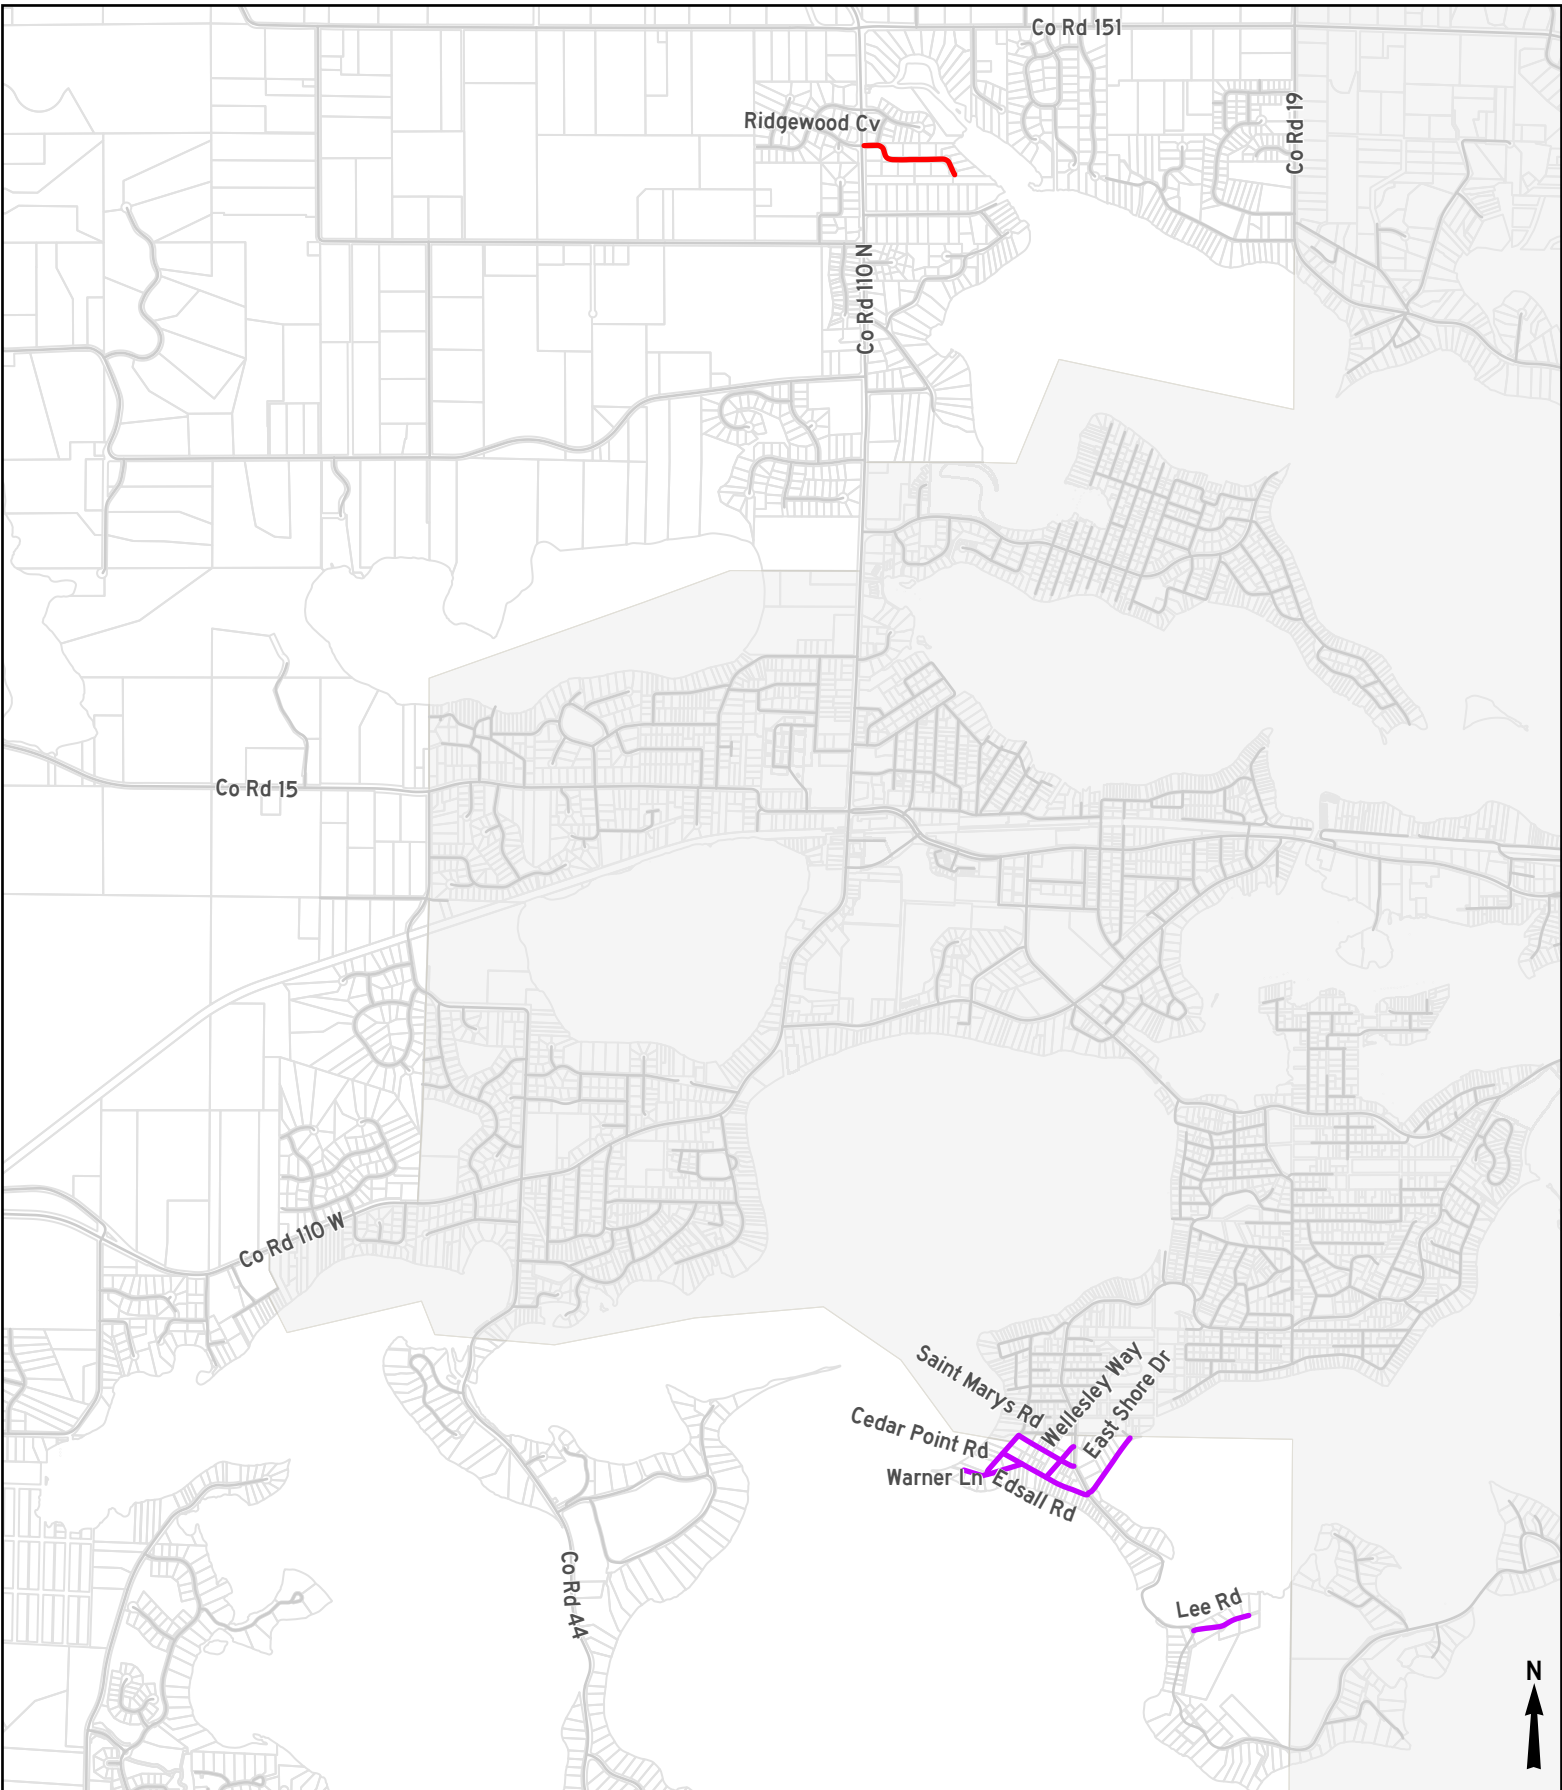 Co Rd 151
Co Rd 19
Ridgewood Cv
Co Rd 110 N
Co Rd 15
Co Rd 110 W
Saint Marys Rd
Wellesley Way
East Shore Dr
Cedar Point Rd
Warner Ln
Edsall Rd
Co Rd 44
Lee Rd
N